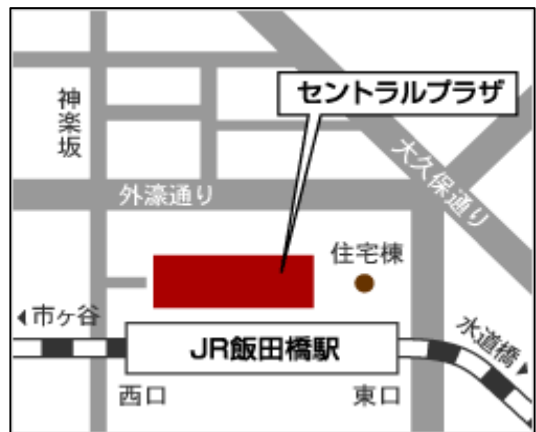 神楽坂
セントラルプラザ
大久保通り
外濠通り
住宅棟
市ヶ谷
JR飯田橋駅
水道橋
西口
東口